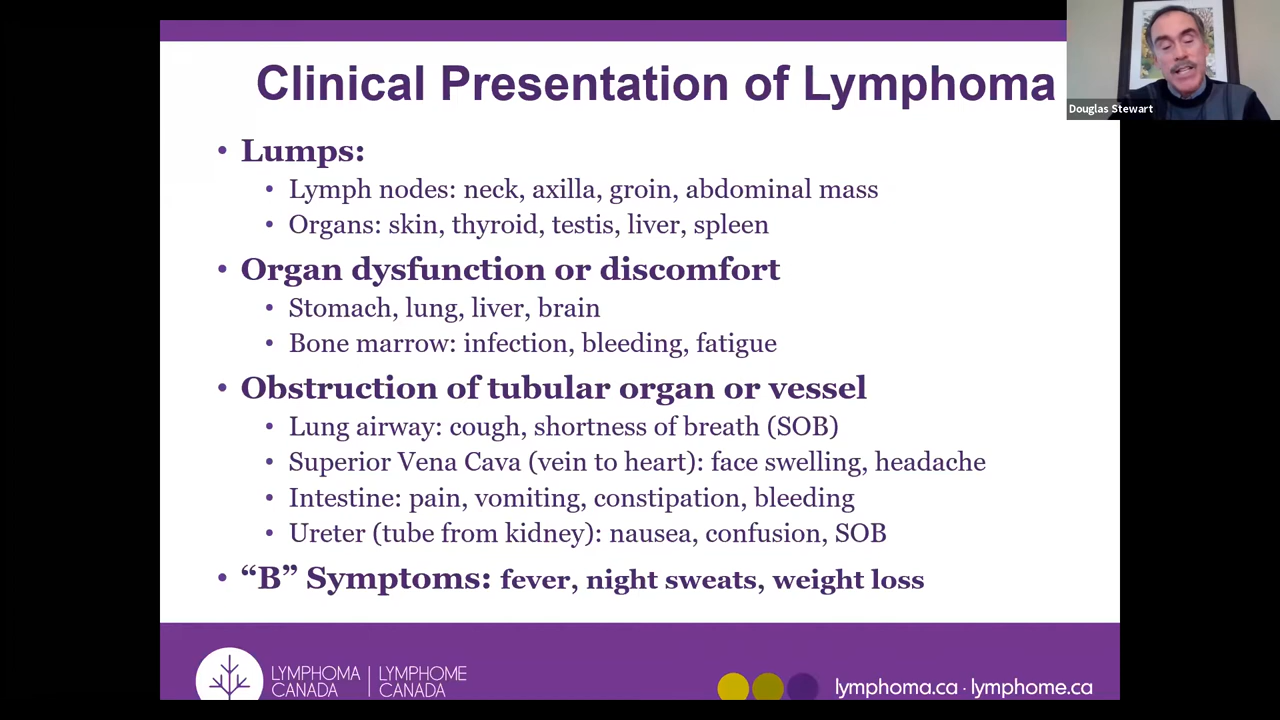 Clinical Presentation of Lymphoma
Douglas Stewart
• Lumps:
• Lymph nodes: neck, axilla, groin, abdominal mass
• Organs: skin, thyroid, testis, liver, spleen
• Organ dysfunction or discomfort
• Stomach, lung, liver, brain
• Bone marrow: infection, bleeding, fatigue
• Obstruction of tubular organ or vessel
• Lung airway: cough, shortness of breath (SOB)
• Superior Vena Cava (vein to heart): face swelling, headache
• Intestine: pain, vomiting, constipation, bleeding
• Ureter (tube from kidney): nausea, confusion, SOB
• “B” Symptoms: fever, night sweats, weight loss
LYMPHOMA | LYMPHOME
CANADA | CANADA
lymphoma.ca · lymphome.ca